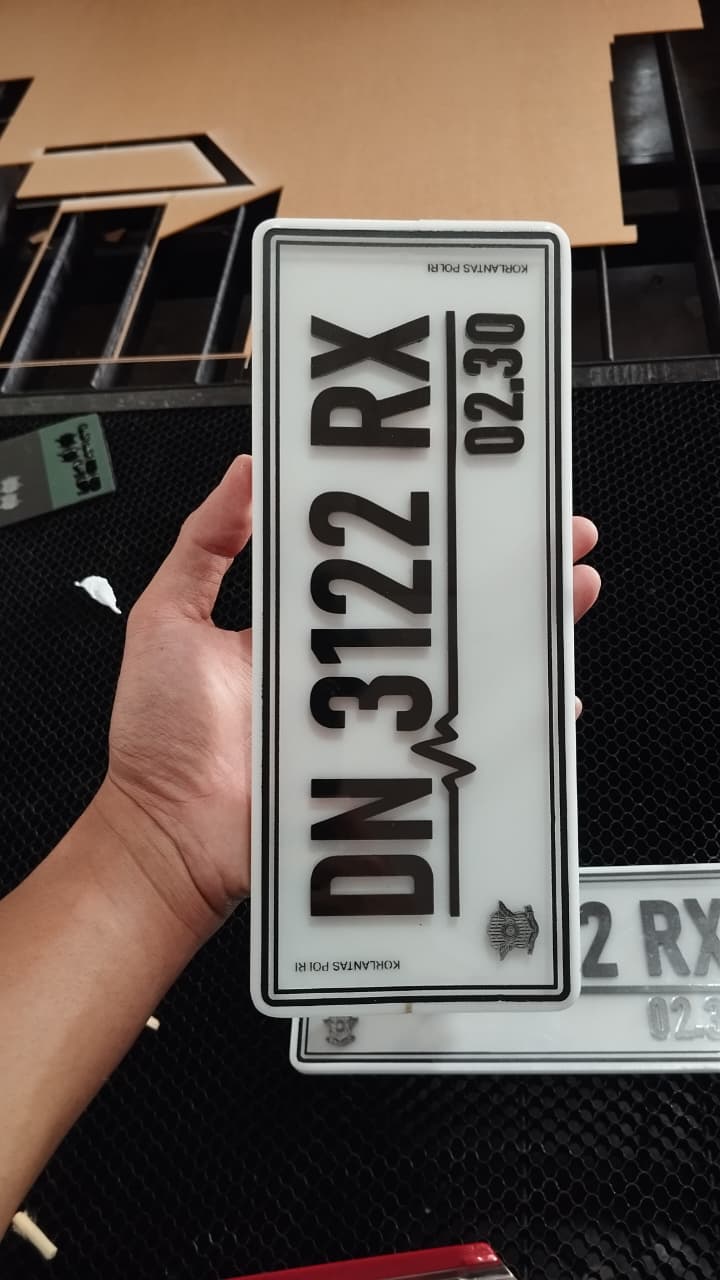 DN 3122 RX
02.30
KORLANTAS POLRI
KORLANTAS POLRI
2 RX
02.3